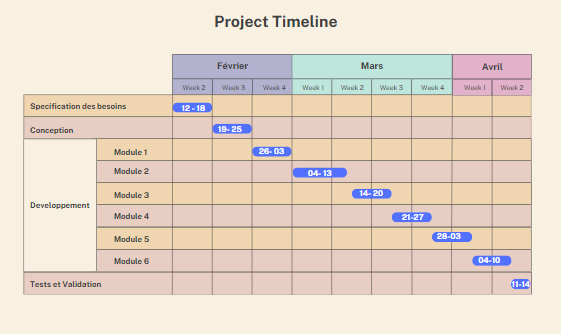 Project Timeline
Février Mars Avril
Week 2 Week 3 Week 4 Week 1 Week 2 Week 3 Week 4 Week 1 Week 2
Specification des besoins 12 - 18
Conception 19- 25
Module 1 26- 03
Module 2 04- 13
Module 3 14- 20
Developpement Module 4 21-27
Module 5 28-03
Module 6 04-10
Tests et Validation 11-14